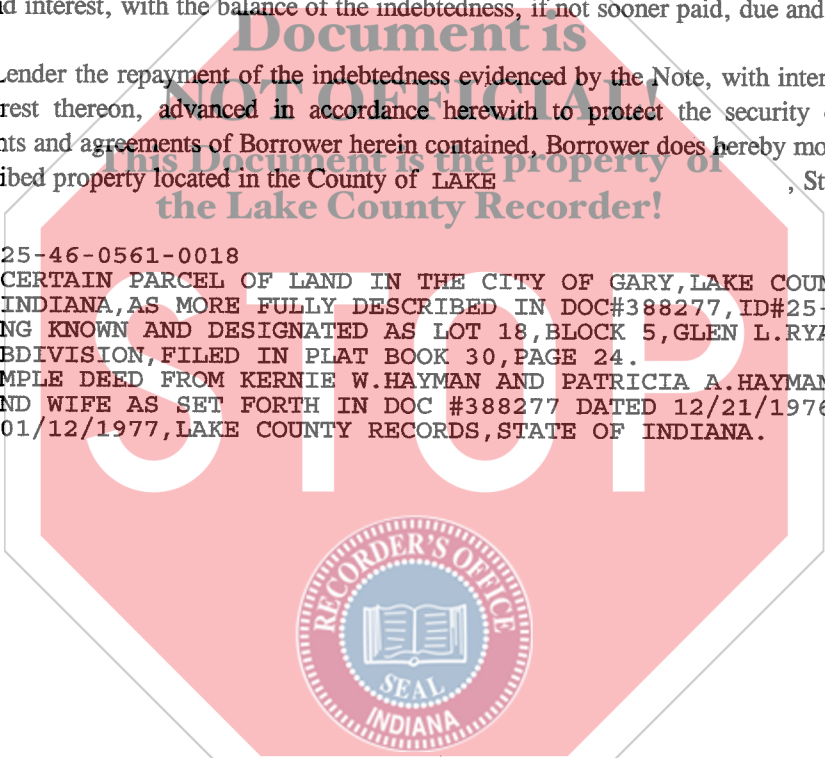 d interest, with the balance of the indebtedness, if not sooner paid, due and
Document is
ender the repayment of the indebtedness evidenced by the Note, with inter
NOT OFFICIAL!
rest thereon, advanced in accordance herewith to protect the security
nts and agreements of Borrower herein contained, Borrower does hereby mo
This Document is the property of
ibed property located in the County of LAKE , St
the Lake County Recorder!
25-46-0561-0018
CERTAIN PARCEL OF LAND IN THE CITY OF GARY,LAKE COUN
INDIANA,AS MORE FULLY DESCRIBED IN DOC#388277,ID#25-
NG KNOWN AND DESIGNATED AS LOT 18,BLOCK 5,GLEN L.RYA
BDIVISION,FILED IN PLAT BOOK 30,PAGE 24.
MPLE DEED FROM KERNIE W.HAYMAN AND PATRICIA A.HAYMAN
ND WIFE AS SET FORTH IN DOC #388277 DATED 12/21/1976
01/12/1977,LAKE COUNTY RECORDS,STATE OF INDIANA.
STOP
RECORDER'S OFFICE
SEAL
INDIANA